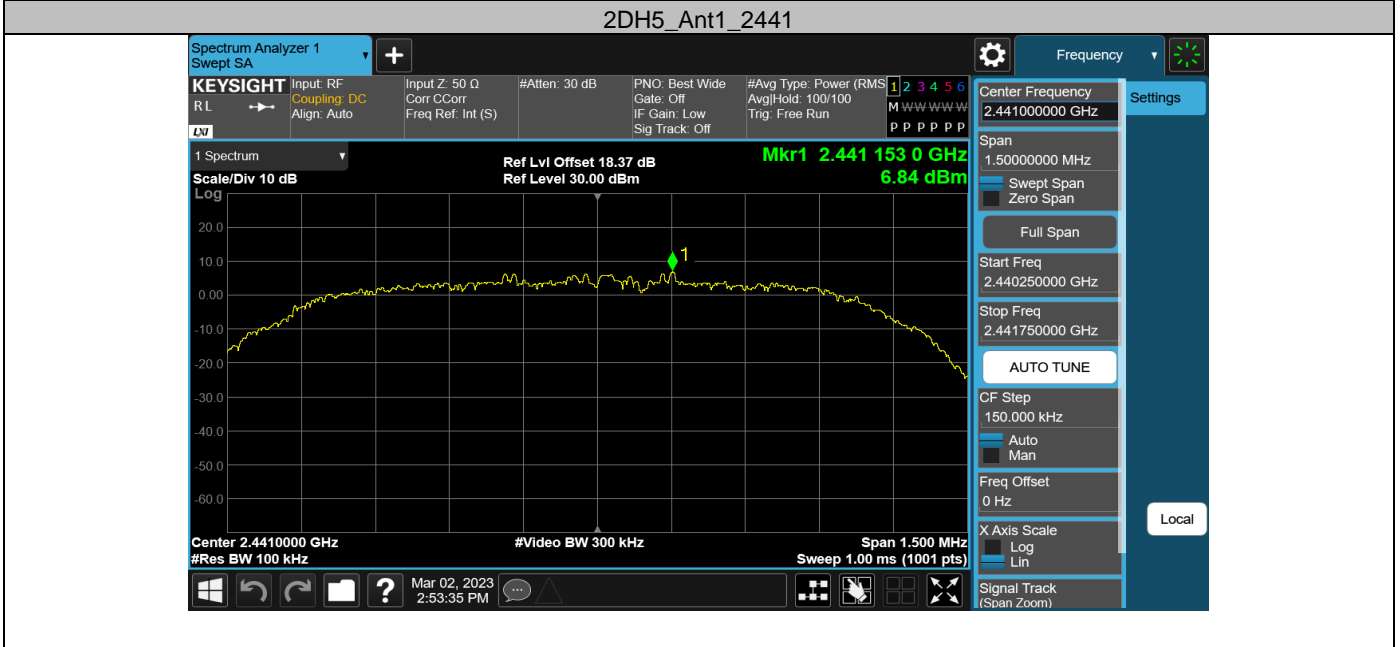 2DH5_Ant1_2441
Spectrum Analyzer 1
Swept SA
Frequency
KEYSIGHT
R L
LXI
Input: RF
Coupling: DC
Align: Auto
Input Z: 50 Ω
Corr CCorr
Freq Ref: Int (S)
#Atten: 30 dB
PNO: Best Wide
Gate: Off
IF Gain: Low
Sig Track: Off
#Avg Type: Power (RMS
Avg|Hold: 100/100
Trig: Free Run
1 2 3 4 5 6
M W W W W W
P P P P P P
1 Spectrum
Scale/Div 10 dB
Ref Lvl Offset 18.37 dB
Ref Level 30.00 dBm
Mkr1 2.441 153 0 GHz
6.84 dBm
Log
20.0
10.0
0.00
-10.0
-20.0
-30.0
-40.0
-50.0
-60.0
1
Center 2.4410000 GHz
#Res BW 100 kHz
#Video BW 300 kHz
Span 1.500 MHz
Sweep 1.00 ms (1001 pts)
?
Mar 02, 2023
2:53:35 PM
Center Frequency
2.441000000 GHz
Span
1.50000000 MHz
Swept Span
Zero Span
Full Span
Start Freq
2.440250000 GHz
Stop Freq
2.441750000 GHz
AUTO TUNE
CF Step
150.000 kHz
Auto
Man
Freq Offset
0 Hz
X Axis Scale
Log
Lin
Signal Track
(Span Zoom)
Settings
Local